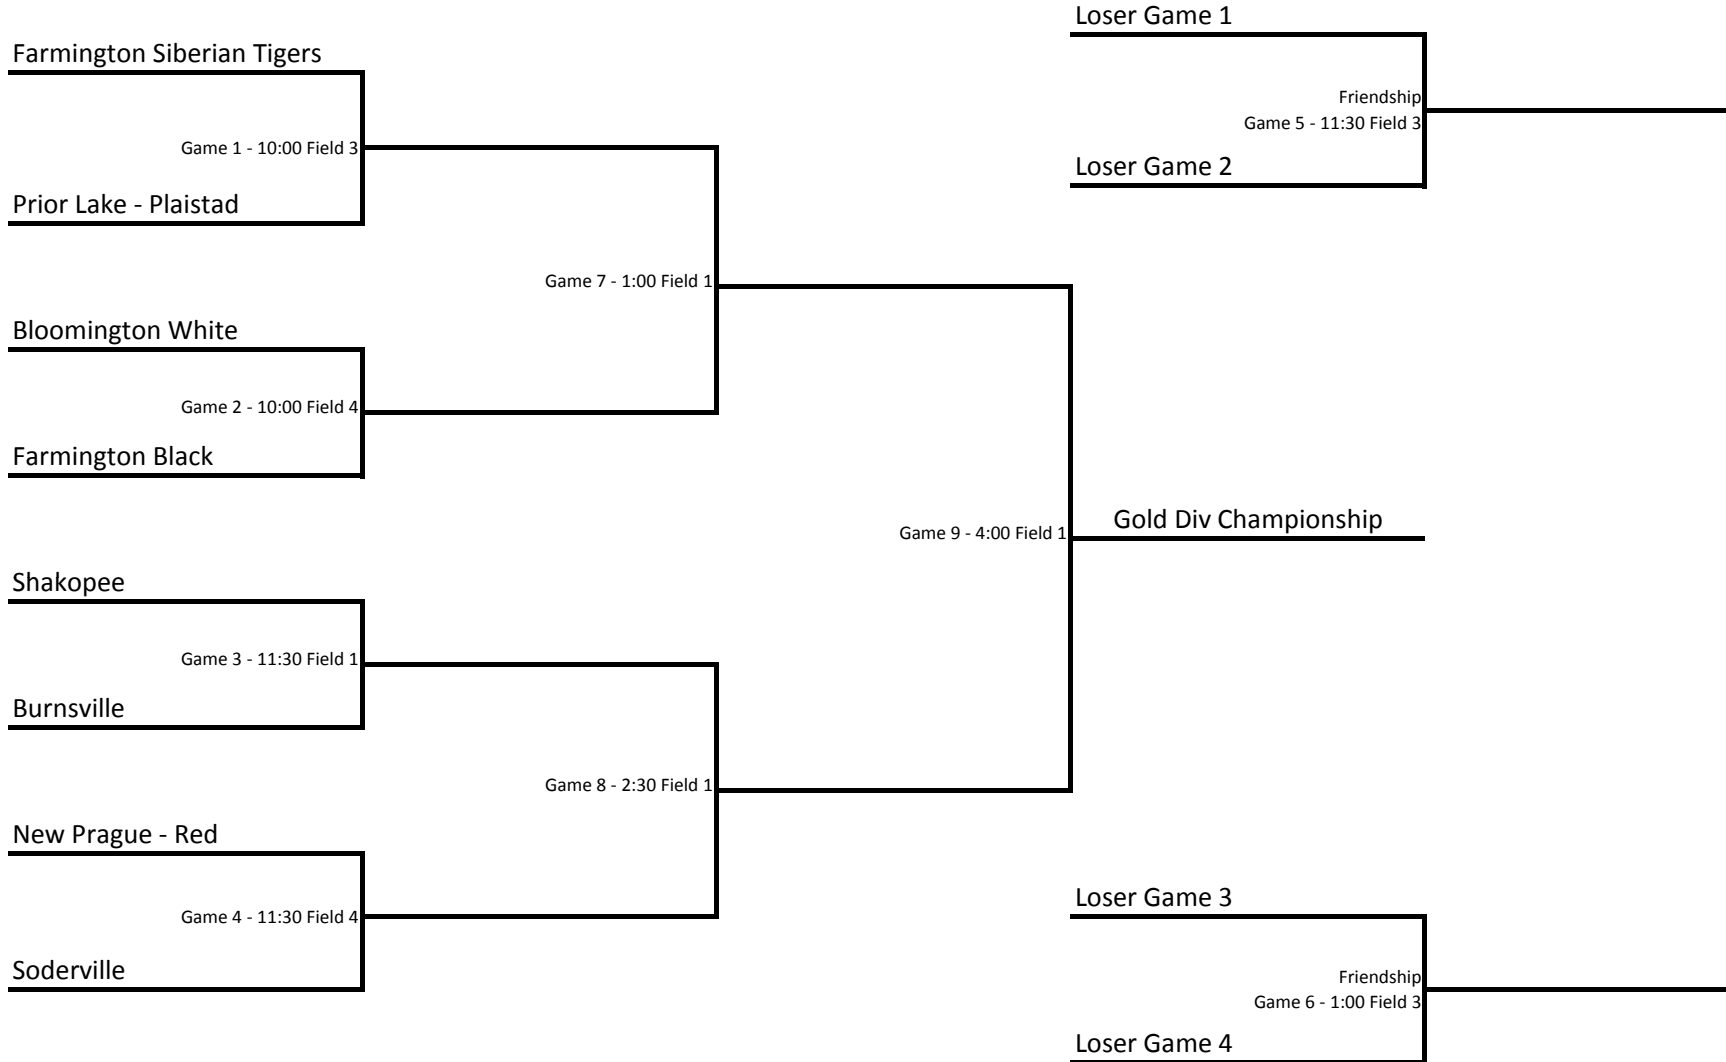 Loser Game 1
Farmington Siberian Tigers
Friendship
Game 5 - 11:30 Field 3
Game 1 - 10:00 Field 3
Loser Game 2
Prior Lake - Plaistad
Game 7 - 1:00 Field 1
Bloomington White
Game 2 - 10:00 Field 4
Farmington Black
Gold Div Championship
Game 9 - 4:00 Field 1
Shakopee
Game 3 - 11:30 Field 1
Burnsville
Game 8 - 2:30 Field 1
New Prague - Red
Loser Game 3
Game 4 - 11:30 Field 4
Soderville
Friendship
Game 6 - 1:00 Field 3
Loser Game 4